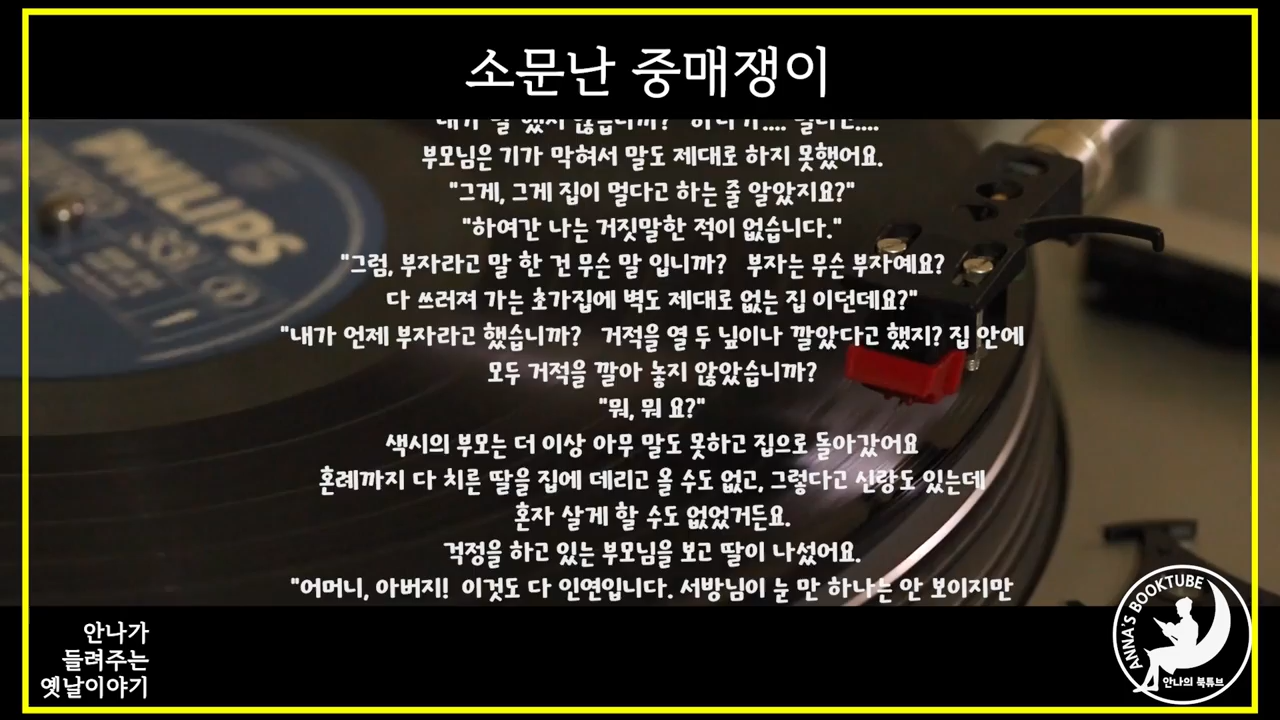 소문난 중매쟁이
부모님은 기가 막혀서 말도 제대로 하지 못했어요.
"그게, 그게 집이 멀다고 하는 줄 알았지요?"
"하여간 나는 거짓말한 적이 없습니다."
"그럼, 부자라고 말 한 건 무슨 말 입니까? 부자는 무슨 부자예요?
다 쓰러져 가는 초가집에 벽도 제대로 없는 집 이던데요?"
"내가 언제 부자라고 했습니까? 거적을 열 두 닢이나 깔았다고 했지? 집 안에
모두 거적을 깔아 놓지 않았습니까?
"뭐, 뭐 요?"
색시의 부모는 더 이상 아무 말도 못하고 집으로 돌아갔어요
혼례까지 다 치른 딸을 집에 데리고 올 수도 없고, 그렇다고 신랑도 있는데
혼자 살게 할 수도 없었거든요.
걱정을 하고 있는 부모님을 보고 딸이 나섰어요.
"어머니, 아버지! 이것도 다 인연입니다. 서방님이 눈 만 하나는 안 보이지만
안나가
들려주는
옛날이야기
ANNA'S BOOKTUBE
안나의 북튜브
PHILIPS